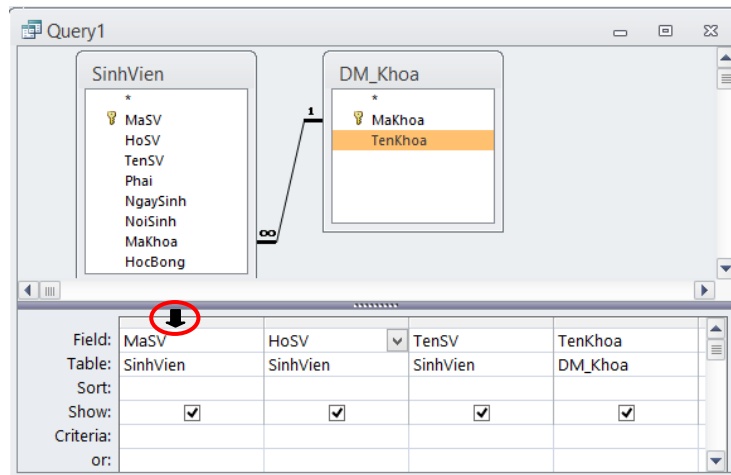 Query1
SinhVien
*
MaSV
HoSV
TenSV
Phai
NgaySinh
NoiSinh
MaKhoa
HocBong
DM_Khoa
*
MaKhoa
TenKhoa
1
∞
Field: MaSV HoSV TenSV TenKhoa
Table: SinhVien SinhVien SinhVien DM_Khoa
Sort:
Show:
Criteria:
or: